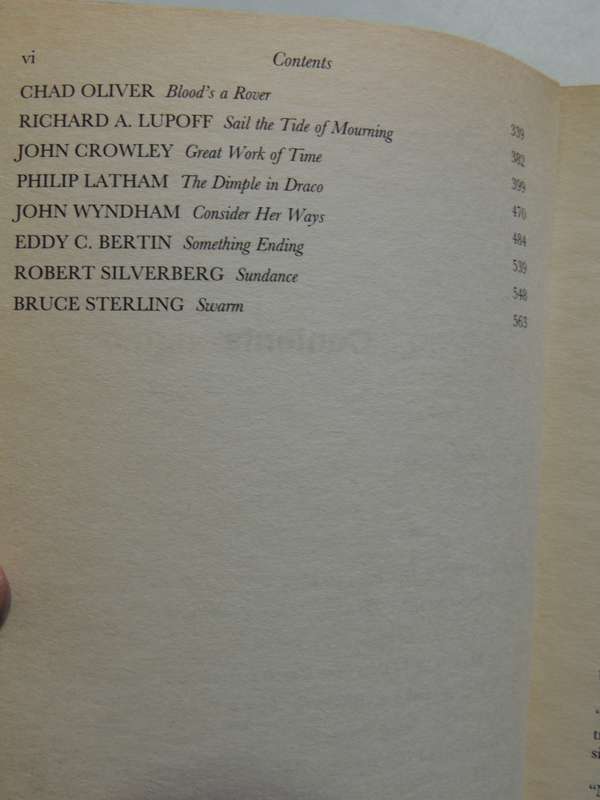 vi Contents
CHAD OLIVER Blood's a Rover 339
RICHARD A. LUPOFF Sail the Tide of Mourning 382
JOHN CROWLEY Great Work of Time 399
PHILIP LATHAM The Dimple in Draco 470
JOHN WYNDHAM Consider Her Ways 484
EDDY C. BERTIN Something Ending 539
ROBERT SILVERBERG Sundance 548
BRUCE STERLING Swarm 563